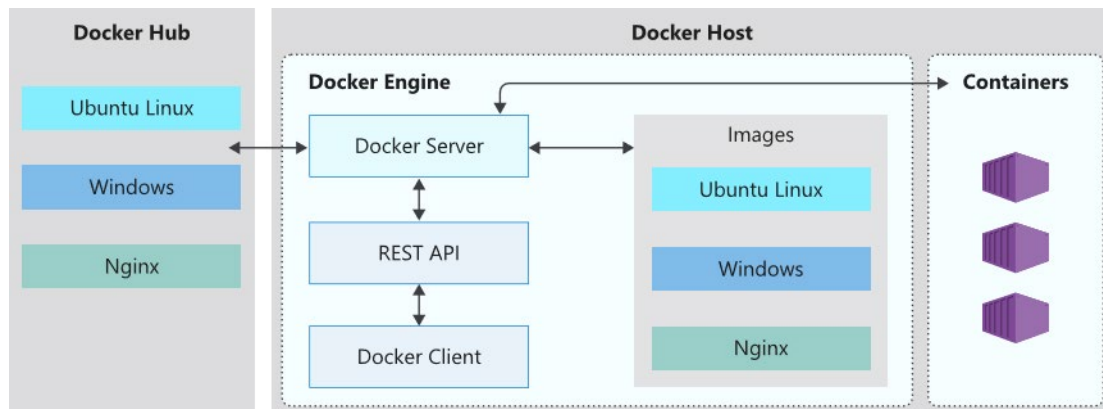 Docker Hub
Ubuntu Linux
Windows
Nginx
Docker Host
Docker Engine
Docker Server
REST API
Docker Client
Images
Ubuntu Linux
Windows
Nginx
Containers